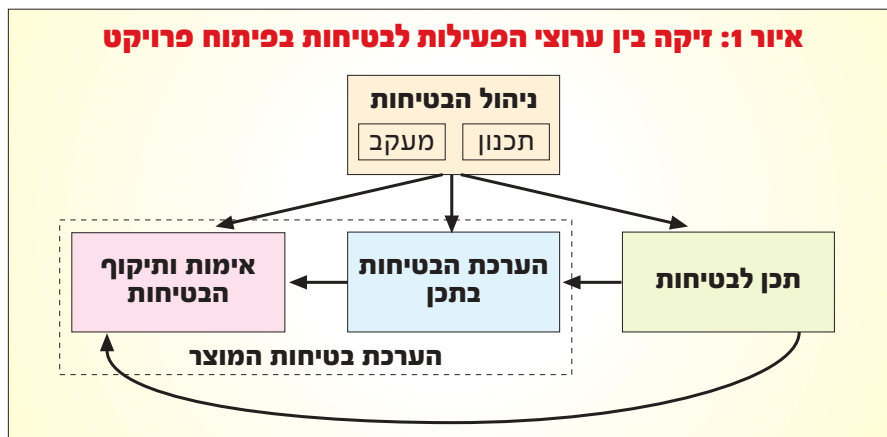 איור 1: זיקה בין ערוצי הפעילות לבטיחות בפיתוח פרויקט
ניהול הבטיחות
תכנון
מעקב
תכן לבטיחות
הערכת הבטיחות
בתכן
אימות ותיקוף
הבטיחות
הערכת בטיחות המוצר